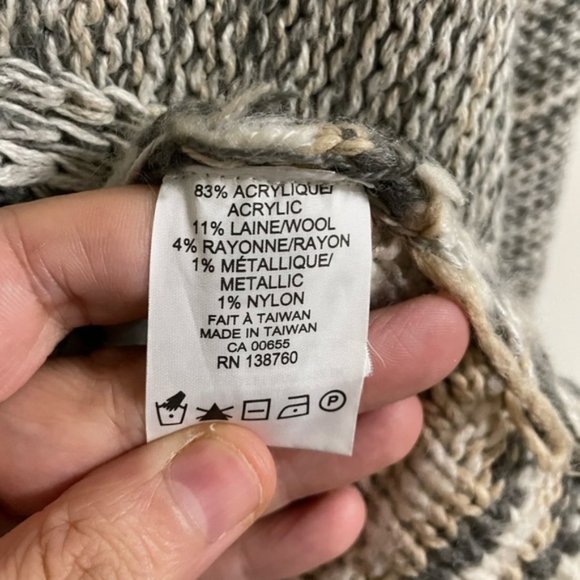 83% ACRYLIQUE/
ACRYLIC
11% LAINE/WOOL
4% RAYONNE/RAYON
1% MÉTALLIQUE/
METALLIC
1% NYLON
FAIT À TAIWAN
MADE IN TAIWAN
CA 00655
RN 138760
P